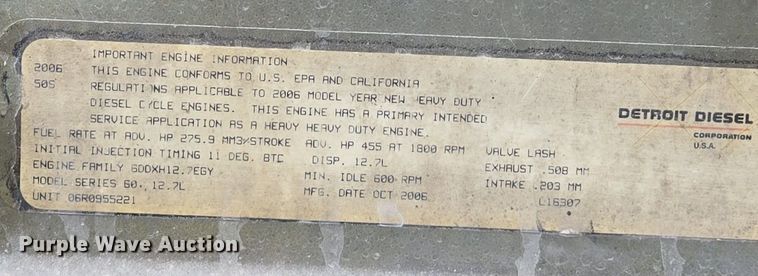 IMPORTANT ENGINE INFORMATION
2006 THIS ENGINE CONFORMS TO U.S. EPA AND CALIFORNIA
50S REGULATIONS APPLICABLE TO 2006 MODEL YEAR NEW HEAVY DUTY
DIESEL CYCLE ENGINES. THIS ENGINE HAS A PRIMARY INTENDED
SERVICE APPLICATION AS A HEAVY HEAVY DUTY ENGINE.
FUEL RATE AT ADV. HP 275.9 MM3/STROKE ADV. HP 455 AT 1800 RPM VALVE LASH
INITIAL INJECTION TIMING 11 DEG. BTC DISP. 12.7L EXHAUST .508 MM
ENGINE FAMILY 6DDXH12.7EGY MIN. IDLE 600 RPM INTAKE .203 MM
MODEL SERIES 60, 12.7L MFG. DATE OCT 2006 L16307
UNIT 06R0955221
DETROIT DIESEL
CORPORATION
U.S.A.
Purple Wave Auction